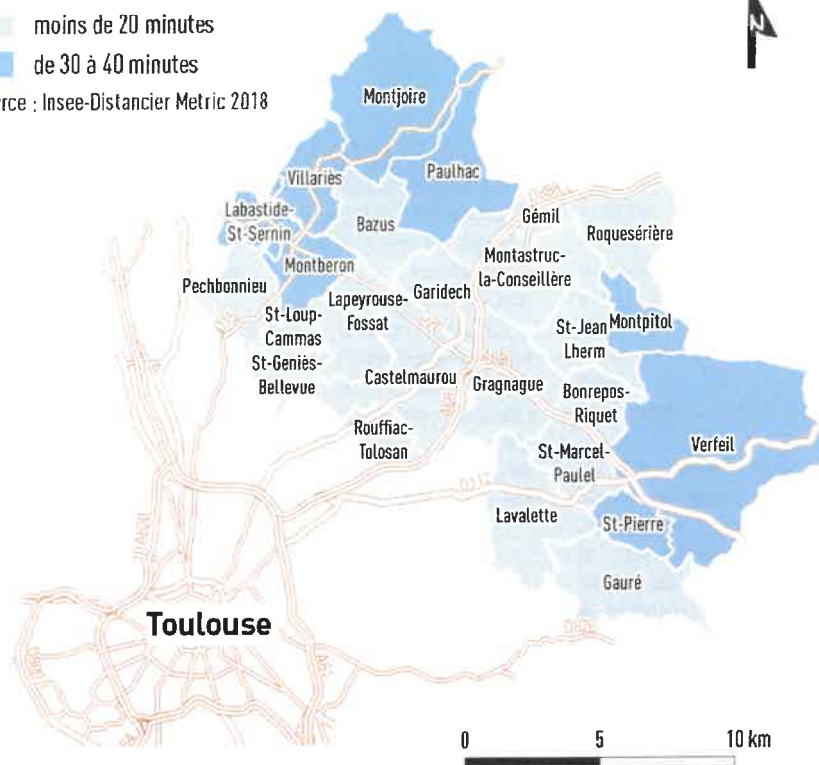 moins de 20 minutes
de 30 à 40 minutes
rce : Insee-Distancier Metric 2018
N
Montjoire
Paulhac
Villariès
Labastide-
St-Sernin
Bazus
Gémil
Roquesérière
Montberon
Montastruc-
la-Conseillère
Pechbonnieu
Lapeyrouse-
Fossat
Garidech
St-Loup-
Cammas
St-Jean
Lherm
Montpitol
St-Geniès-
Bellevue
Castelmaurou
Gragnague
Bonrepos-
Riquet
Rouffiac-
Tolosan
St-Marcel-
Paulel
Verfeil
Lavalette
St-Pierre
Gauré
Toulouse
0 5 10 km